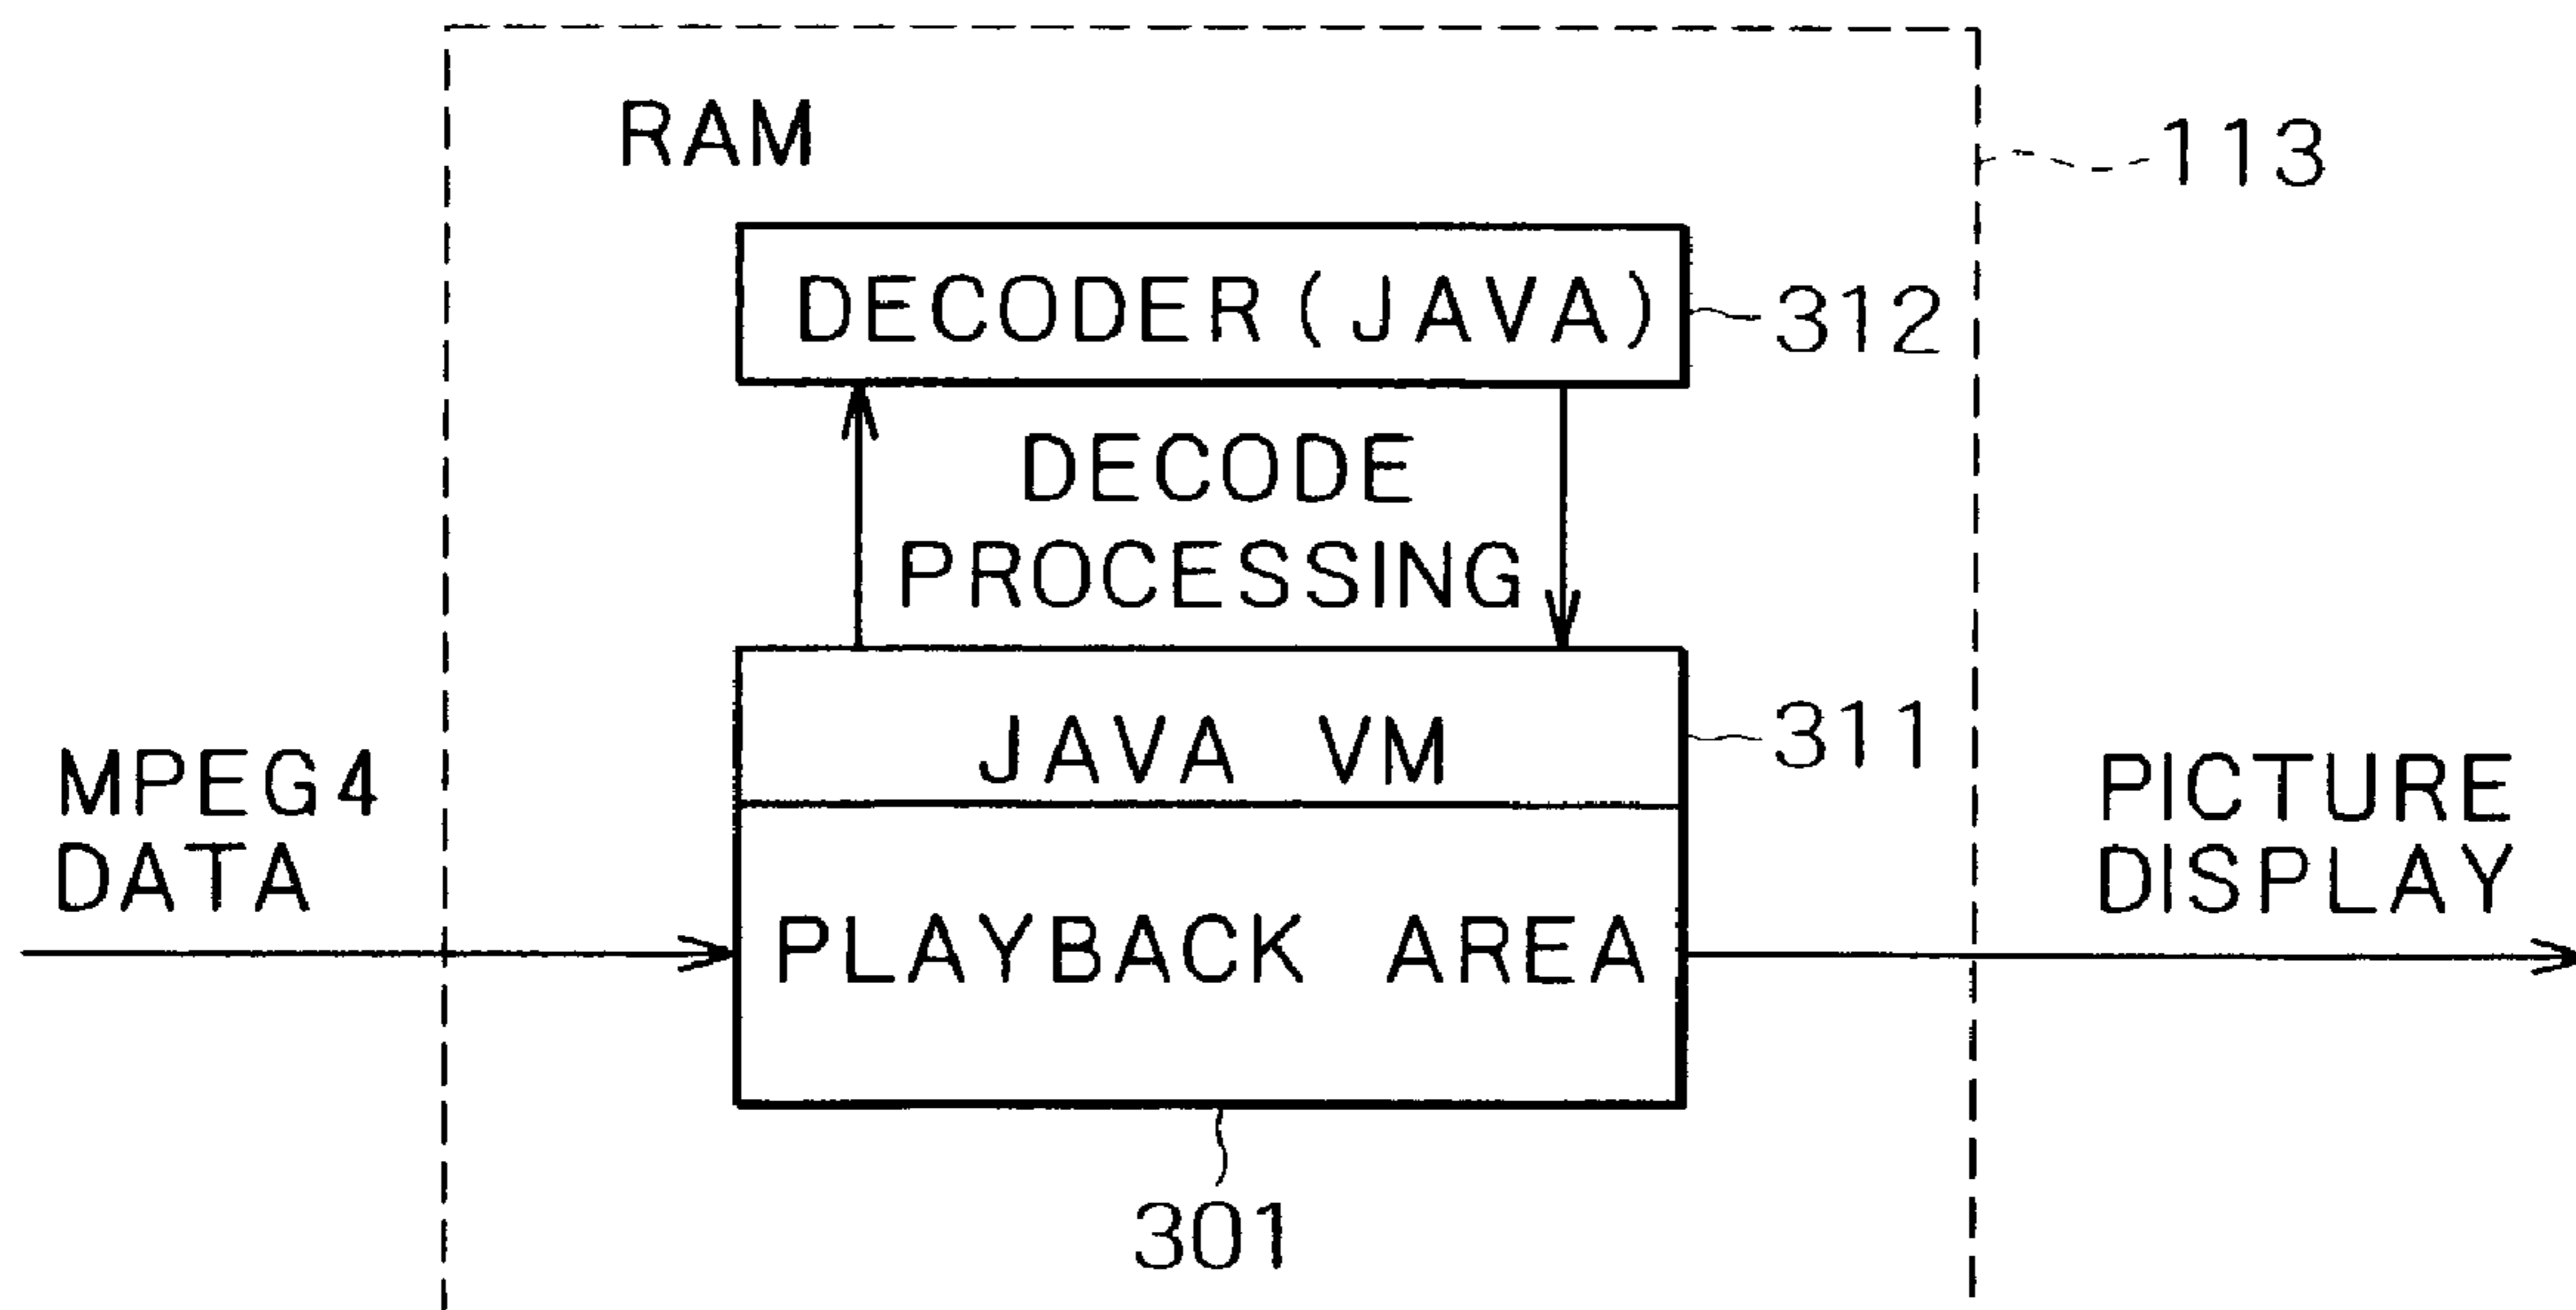 RAM
113
DECODER (JAVA)
312
DECODE
PROCESSING
JAVA VM
311
MPEG4
DATA
PICTURE
DISPLAY
PLAYBACK AREA
301